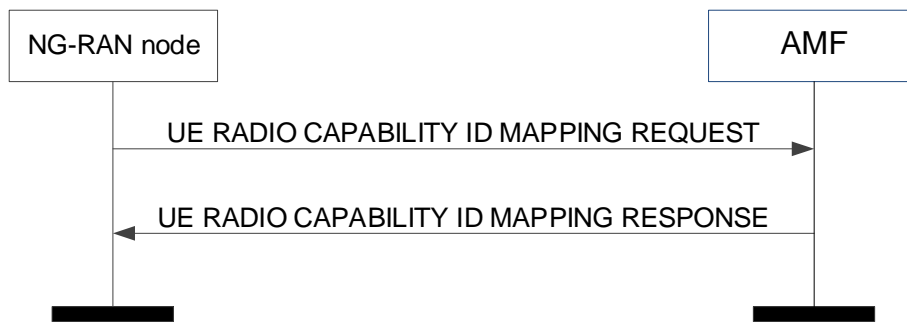 NG-RAN node
AMF
UE RADIO CAPABILITY ID MAPPING REQUEST
UE RADIO CAPABILITY ID MAPPING RESPONSE